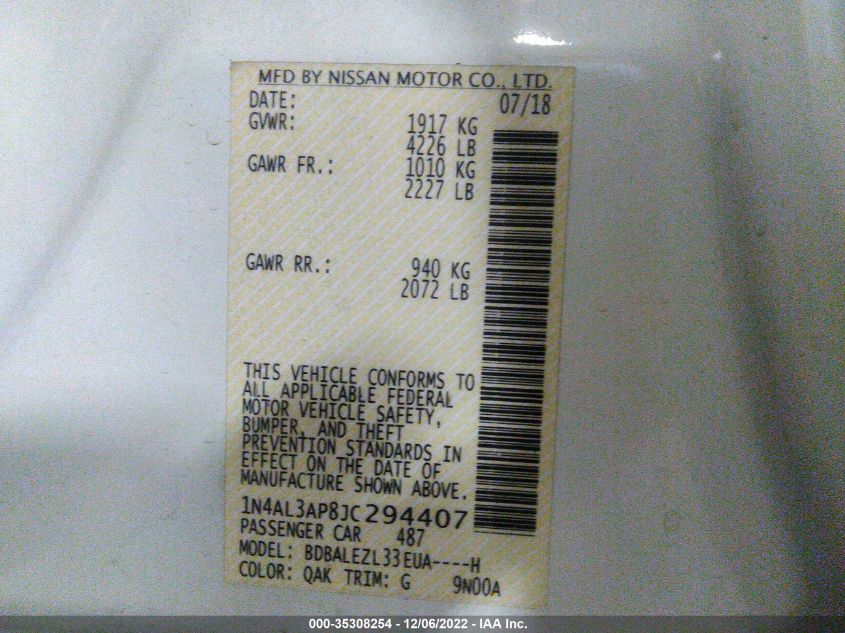 MFD BY NISSAN MOTOR CO., LTD.
DATE: 07/18
GVWR: 1917 KG
4226 LB
GAWR FR.: 1010 KG
2227 LB
GAWR RR.: 940 KG
2072 LB
THIS VEHICLE CONFORMS TO
ALL APPLICABLE FEDERAL
MOTOR VEHICLE SAFETY,
BUMPER, AND THEFT
PREVENTION STANDARDS IN
EFFECT ON THE DATE OF
MANUFACTURE SHOWN ABOVE.
1N4AL3AP8JC294407
PASSENGER CAR 487
MODEL: BDBALEZL33EUA----H
COLOR: QAK TRIM: G 9N00A
000-35308254 - 12/06/2022 - IAA Inc.